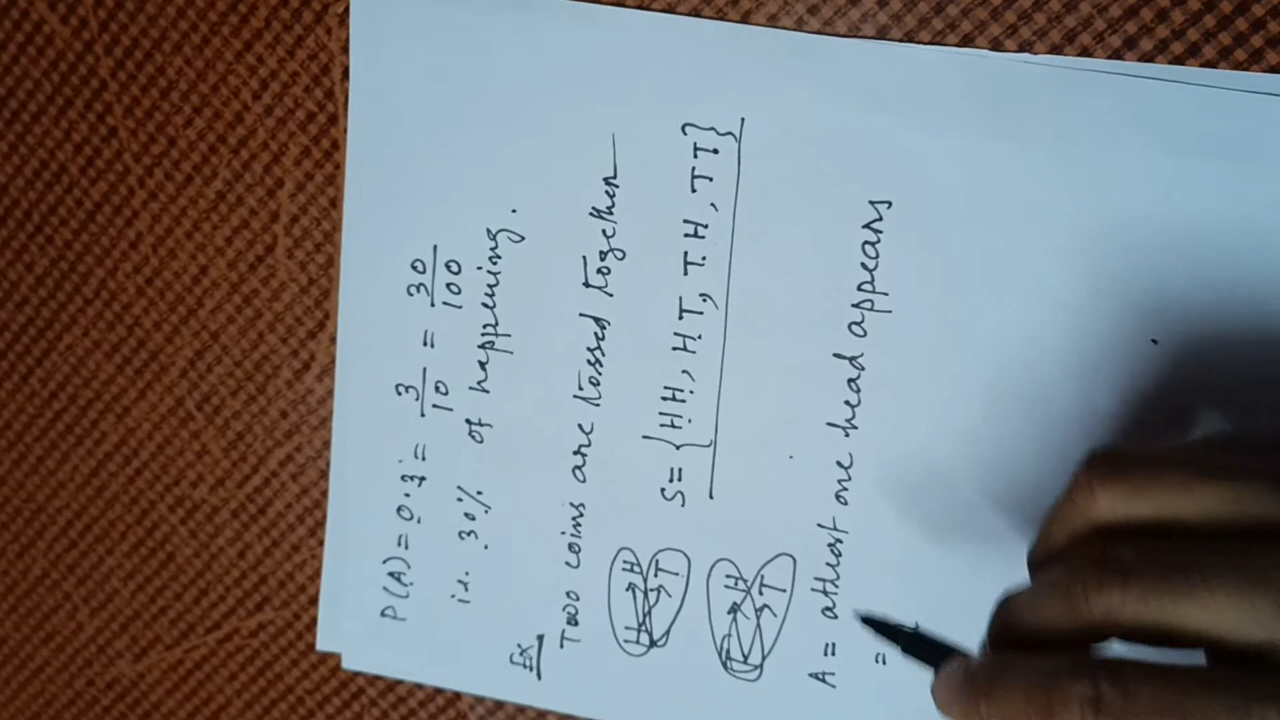 P(A) = 0.3 = 3/10 = 30/100
i.e. 30% of happening.
Ex
Two coins are tossed together
H → H
→ T
S = {HH, HT, TH, TT}
T → H
→ T
A = atleast one head appears
=